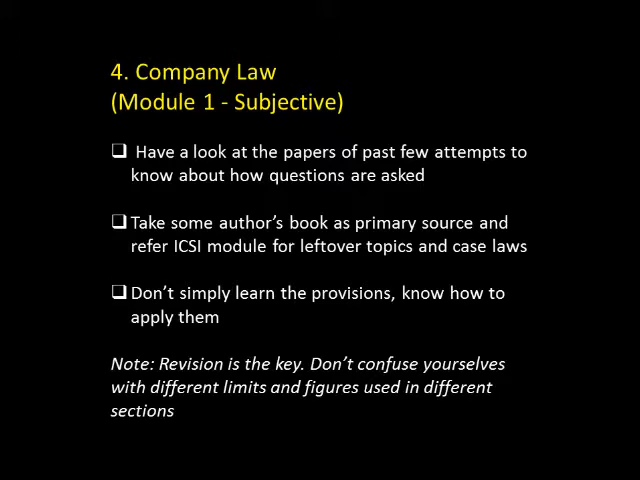 4. Company Law
(Module 1 - Subjective)
❑ Have a look at the papers of past few attempts to
know about how questions are asked
❑ Take some author's book as primary source and
refer ICSI module for leftover topics and case laws
❑ Don't simply learn the provisions, know how to
apply them
Note: Revision is the key. Don't confuse yourselves
with different limits and figures used in different
sections